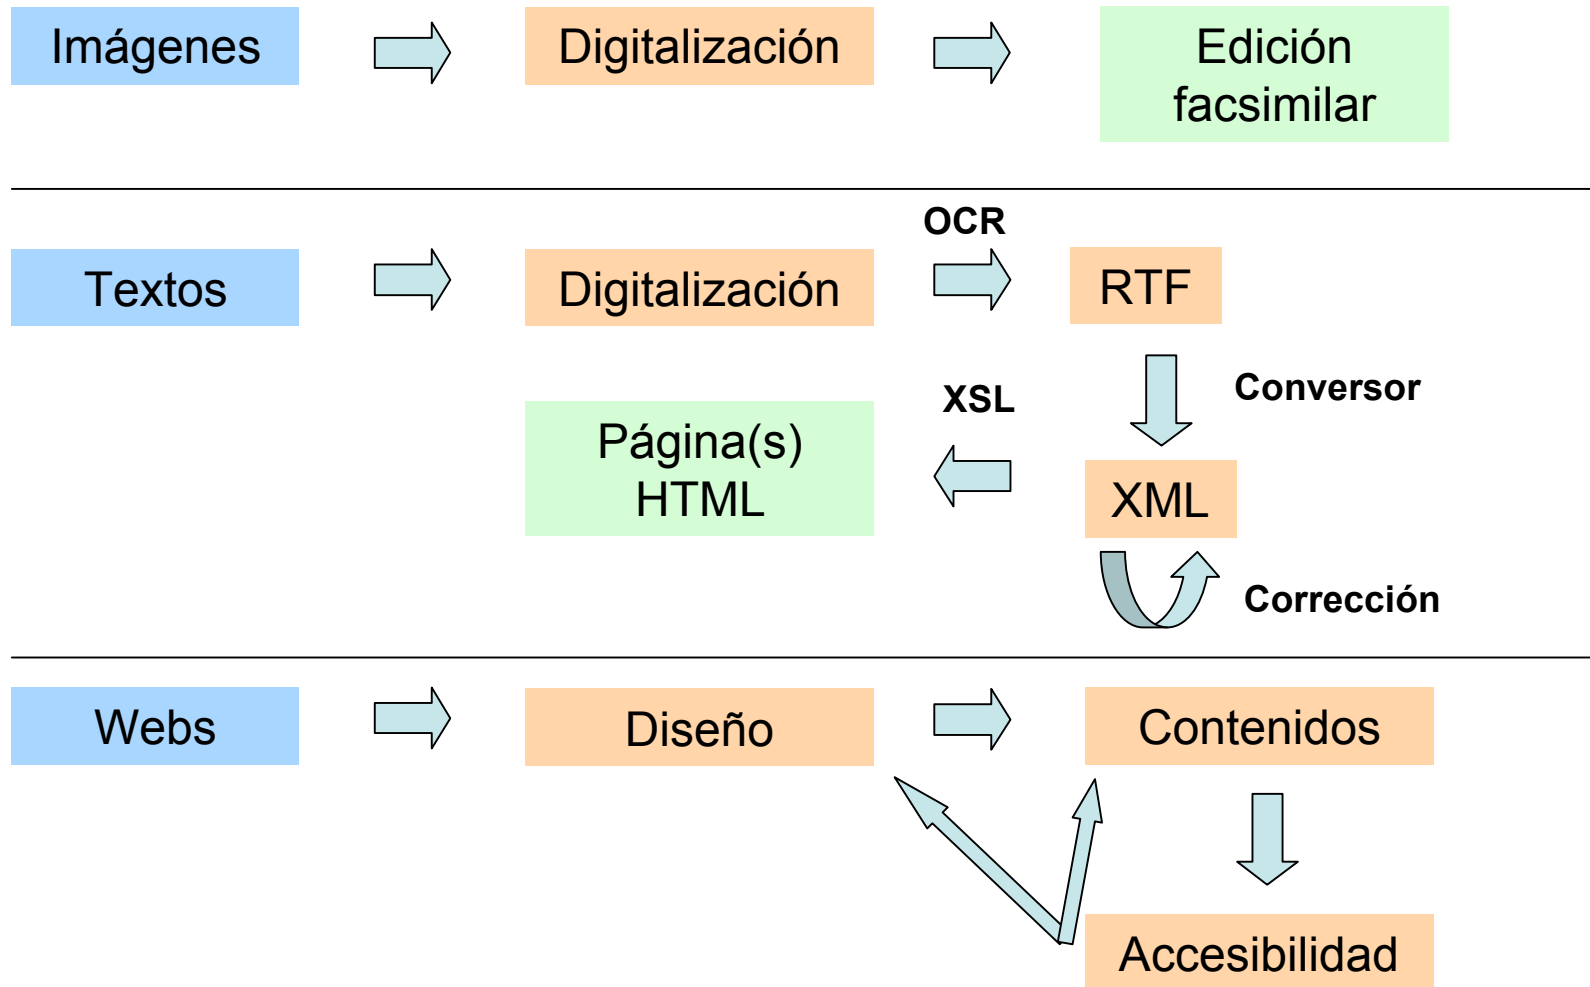 Imágenes
Digitalización
Edición
facsimilar
OCR
Textos
Digitalización
RTF
Conversor
XSL
Página(s)
HTML
XML
Corrección
Webs
Diseño
Contenidos
Accesibilidad